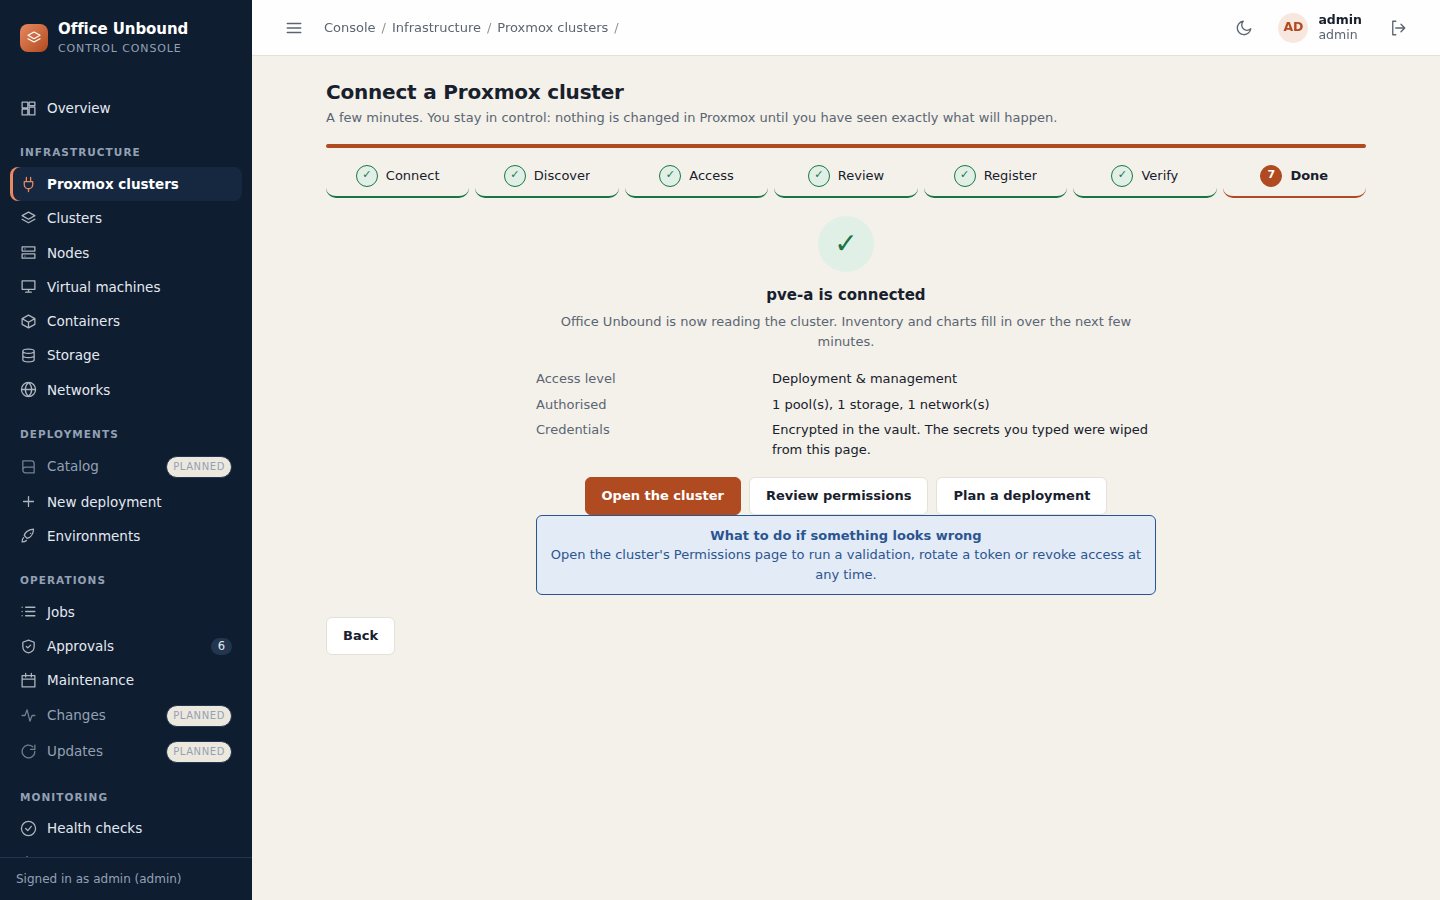 Office Unbound
CONTROL CONSOLE
Overview
INFRASTRUCTURE
Proxmox clusters
Clusters
Nodes
Virtual machines
Containers
Storage
Networks
DEPLOYMENTS
Catalog PLANNED
New deployment
Environments
OPERATIONS
Jobs
Approvals 6
Maintenance
Changes PLANNED
Updates PLANNED
MONITORING
Health checks
Signed in as admin (admin)
Console / Infrastructure / Proxmox clusters /
AD
admin
admin
Connect a Proxmox cluster
A few minutes. You stay in control: nothing is changed in Proxmox until you have seen exactly what will happen.
✓ Connect ✓ Discover ✓ Access ✓ Review ✓ Register ✓ Verify 7 Done
✓
pve-a is connected
Office Unbound is now reading the cluster. Inventory and charts fill in over the next few
minutes.
Access level Deployment & management
Authorised 1 pool(s), 1 storage, 1 network(s)
Credentials Encrypted in the vault. The secrets you typed were wiped
from this page.
Open the cluster Review permissions Plan a deployment
What to do if something looks wrong
Open the cluster's Permissions page to run a validation, rotate a token or revoke access at
any time.
Back